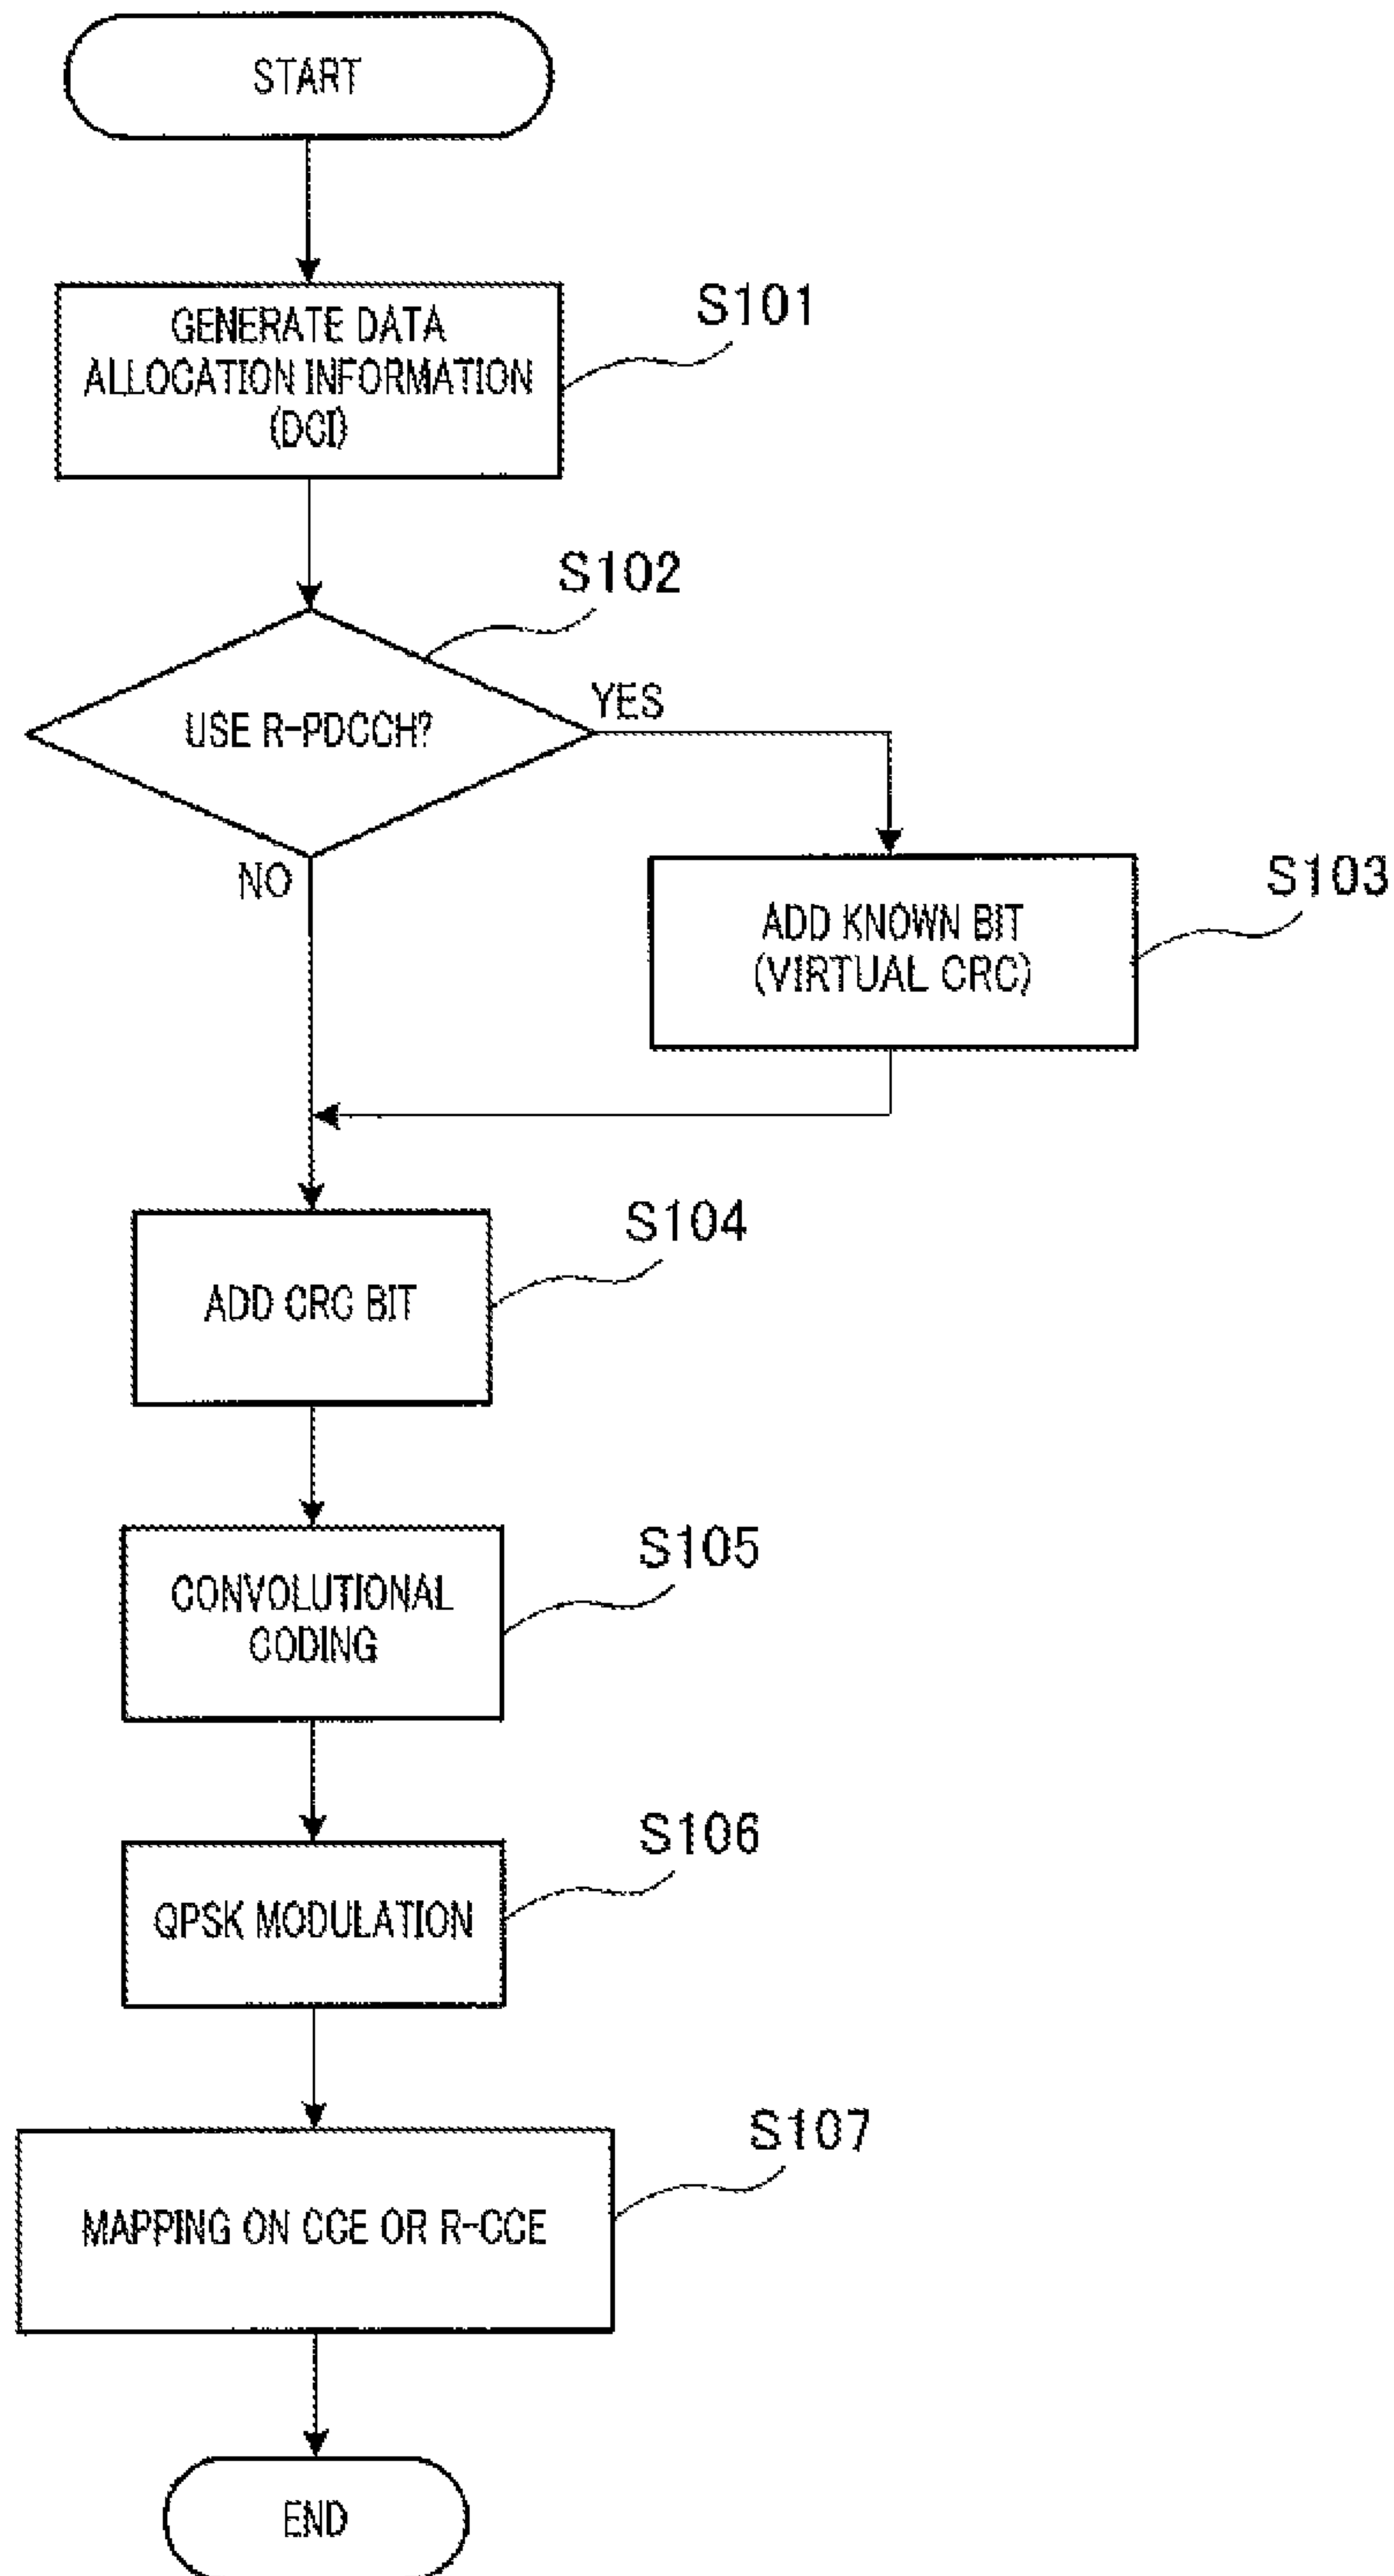 START
GENERATE DATA
ALLOCATION INFORMATION
(DCI)
S101
S102
USE R-PDCCH?
YES
NO
ADD KNOWN BIT
(VIRTUAL CRC)
S103
ADD CRC BIT
S104
CONVOLUTIONAL
CODING
S105
QPSK MODULATION
S106
MAPPING ON CCE OR R-CCE
S107
END